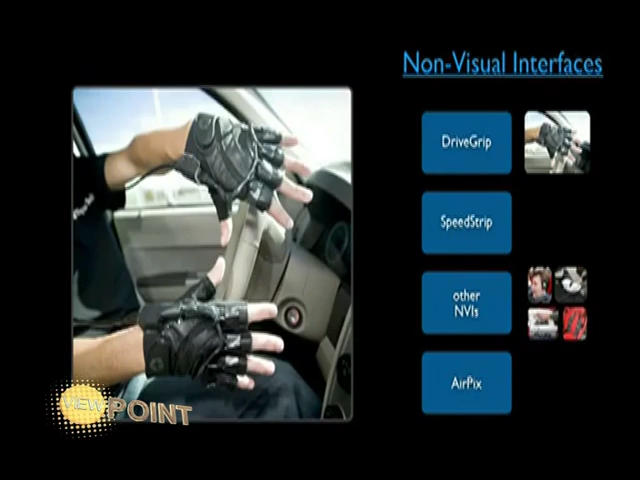 Non-Visual Interfaces
DriveGrip
SpeedStrip
other
NVIs
AirPix
VIEWPOINT